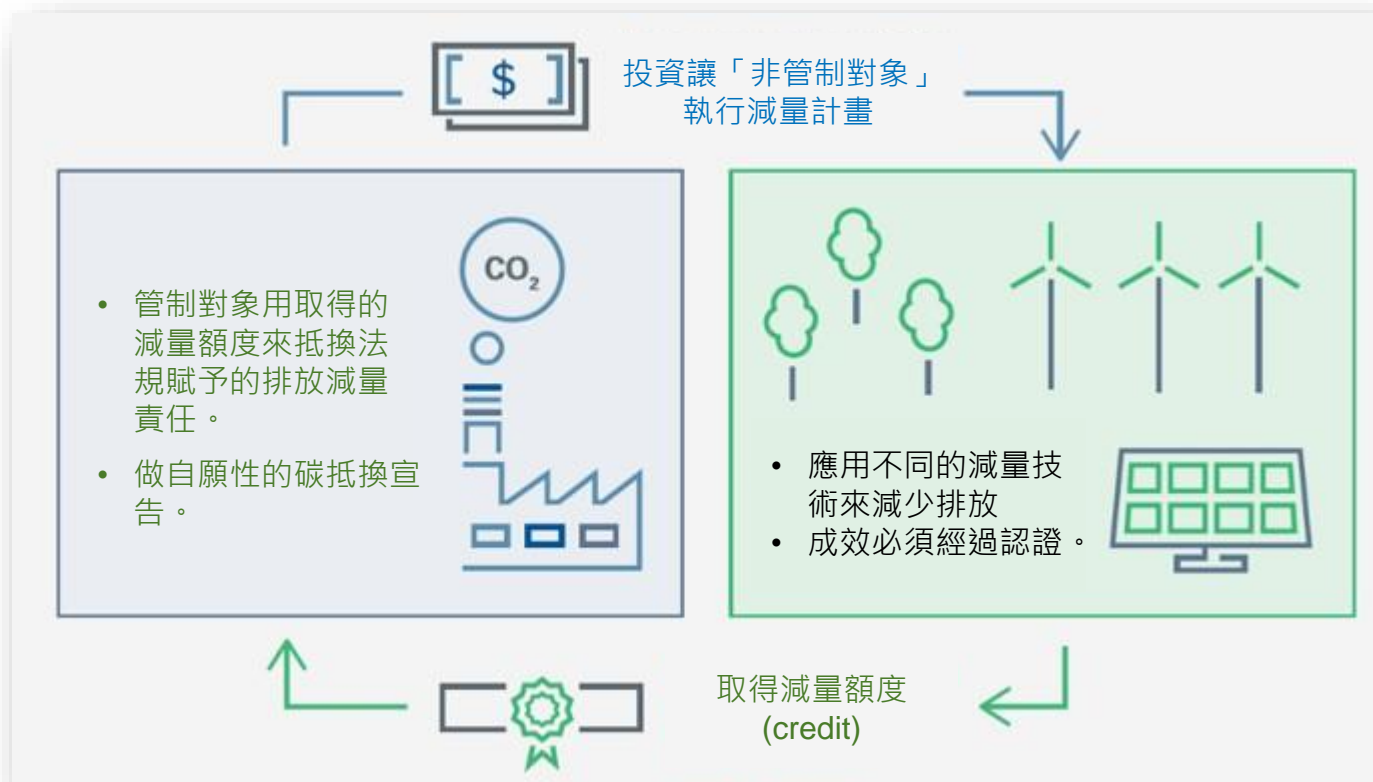 $
投資讓「非管制對象」
執行減量計畫
CO₂
• 管制對象用取得的
減量額度來抵換法
規賦予的排放減量
責任。
• 做自願性的碳抵換宣
告。
• 應用不同的減量技
術來減少排放
• 成效必須經過認證。
取得減量額度
(credit)